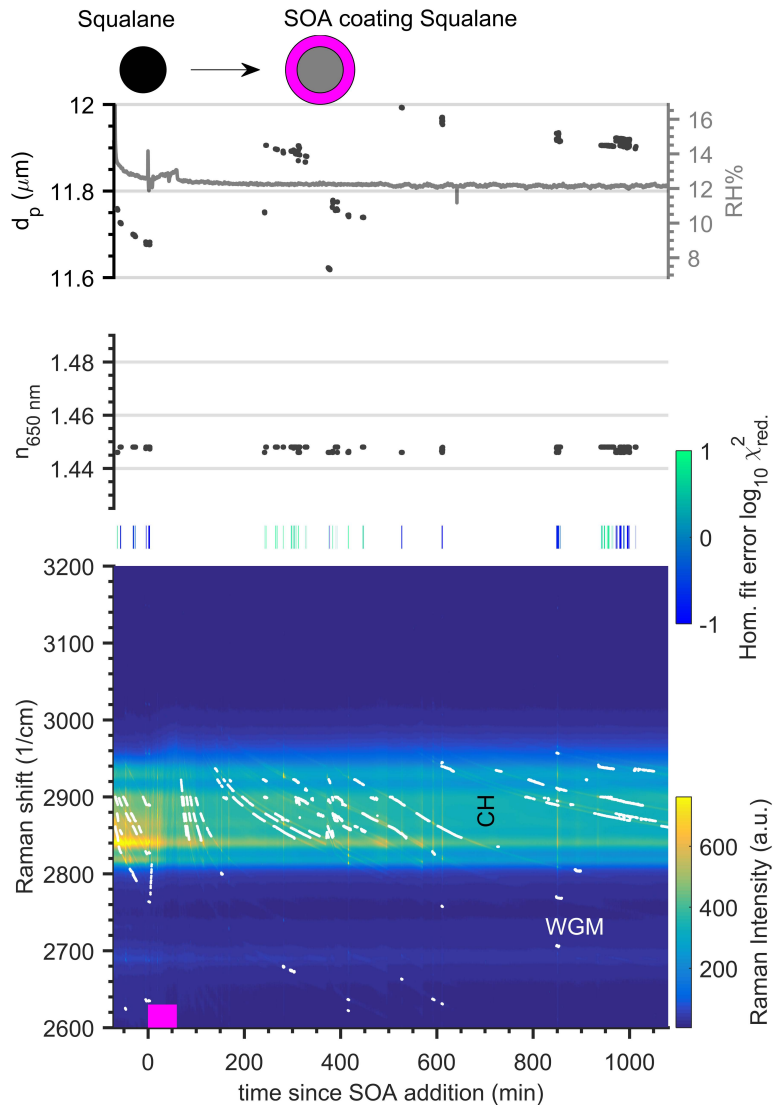 Squalane
SOA coating Squalane
12
11.8
11.6
d_p (μm)
16
14
12
10
8
RH%
1.48
1.46
1.44
n_650 nm
1
0
-1
Hom. fit error log_10 χ^2_red.
3200
3100
3000
2900
2800
2700
2600
Raman shift (1/cm)
CH
WGM
600
400
200
Raman Intensity (a.u.)
0
200
400
600
800
1000
time since SOA addition (min)